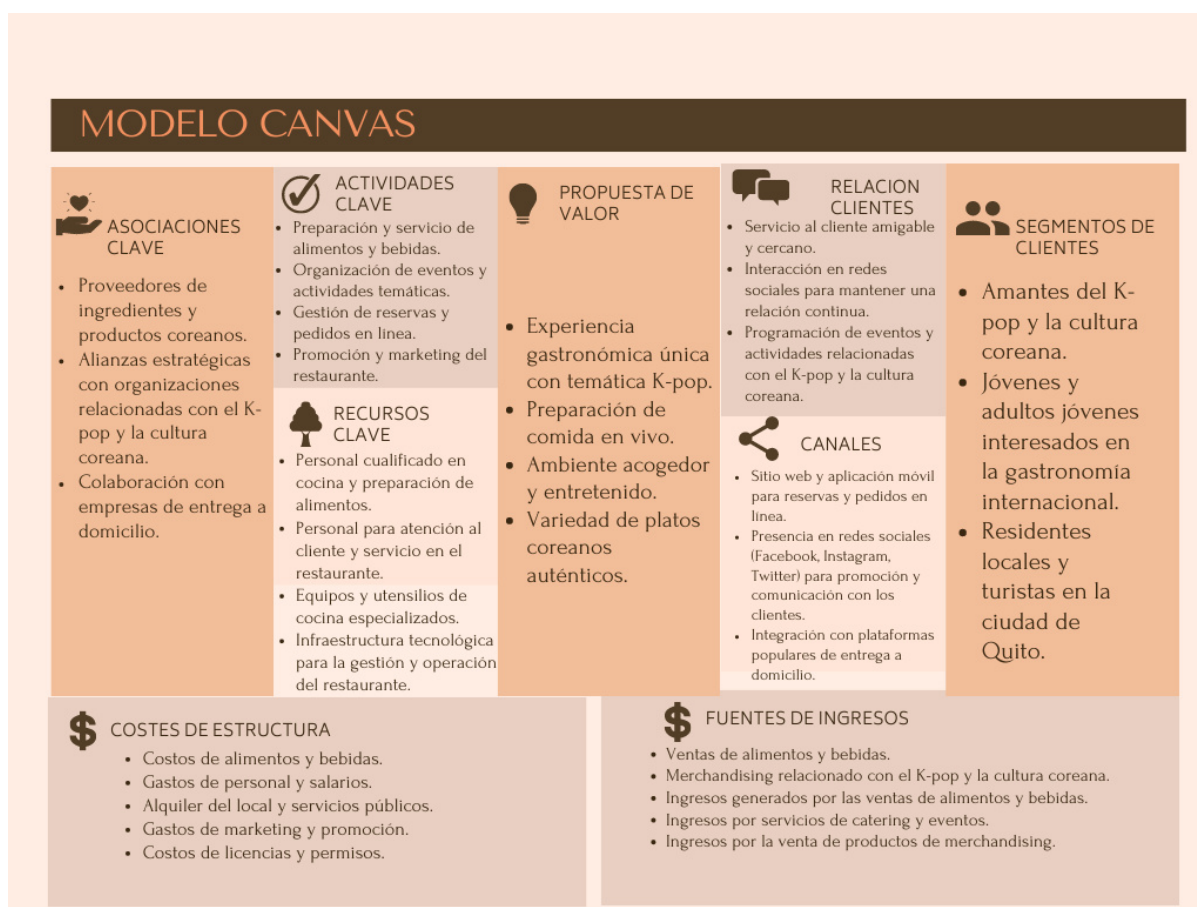 MODELO CANVAS
ASOCIACIONES
CLAVE
• Proveedores de
ingredientes y
productos coreanos.
• Alianzas estratégicas
con organizaciones
relacionadas con el K-
pop y la cultura
coreana.
• Colaboración con
empresas de entrega a
domicilio.
ACTIVIDADES
CLAVE
• Preparación y servicio de
alimentos y bebidas.
• Organización de eventos y
actividades temáticas.
• Gestión de reservas y
pedidos en línea.
• Promoción y marketing del
restaurante.
RECURSOS
CLAVE
• Personal cualificado en
cocina y preparación de
alimentos.
• Personal para atención al
cliente y servicio en el
restaurante.
• Equipos y utensilios de
cocina especializados.
• Infraestructura tecnológica
para la gestión y operación
del restaurante.
PROPUESTA DE
VALOR
• Experiencia
gastronómica única
con temática K-pop.
• Preparación de
comida en vivo.
• Ambiente acogedor
y entretenido.
• Variedad de platos
coreanos
auténticos.
RELACION
CLIENTES
• Servicio al cliente amigable
y cercano.
• Interacción en redes
sociales para mantener una
relación continua.
• Programación de eventos y
actividades relacionadas
con el K-pop y la cultura
coreana.
CANALES
• Sitio web y aplicación móvil
para reservas y pedidos en
línea.
• Presencia en redes sociales
(Facebook, Instagram,
Twitter) para promoción y
comunicación con los
clientes.
• Integración con plataformas
populares de entrega a
domicilio.
SEGMENTOS DE
CLIENTES
• Amantes del K-
pop y la cultura
coreana.
• Jóvenes y
adultos jóvenes
interesados en
la gastronomía
internacional.
• Residentes
locales y
turistas en la
ciudad de
Quito.
$ COSTES DE ESTRUCTURA
• Costos de alimentos y bebidas.
• Gastos de personal y salarios.
• Alquiler del local y servicios públicos.
• Gastos de marketing y promoción.
• Costos de licencias y permisos.
$ FUENTES DE INGRESOS
• Ventas de alimentos y bebidas.
• Merchandising relacionado con el K-pop y la cultura coreana.
• Ingresos generados por las ventas de alimentos y bebidas.
• Ingresos por servicios de catering y eventos.
• Ingresos por la venta de productos de merchandising.